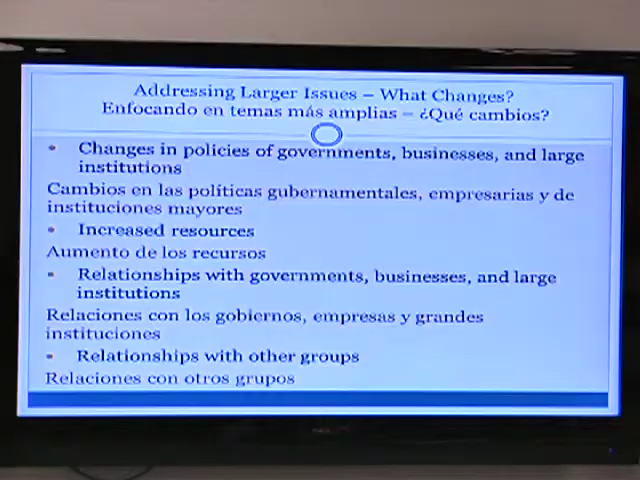 Addressing Larger Issues – What Changes?
Enfocando en temas más amplias – ¿Qué cambios?
• Changes in policies of governments, businesses, and large
institutions
Cambios en las políticas gubernamentales, empresarias y de
instituciones mayores
• Increased resources
Aumento de los recursos
• Relationships with governments, businesses, and large
institutions
Relaciones con los gobiernos, empresas y grandes
instituciones
• Relationships with other groups
Relaciones con otros grupos